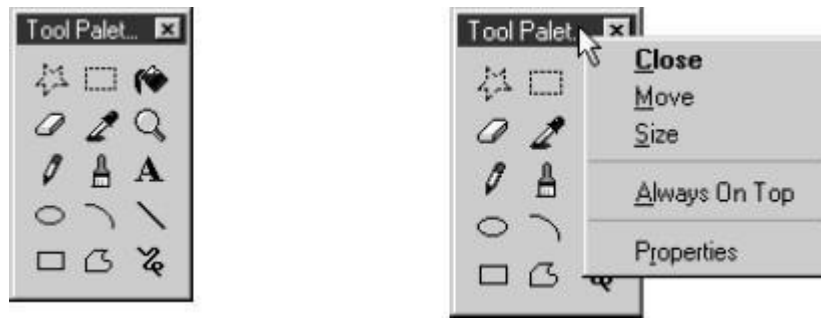 Tool Palet...
A
Tool Palet...
Close
Move
Size
Always On Top
Properties